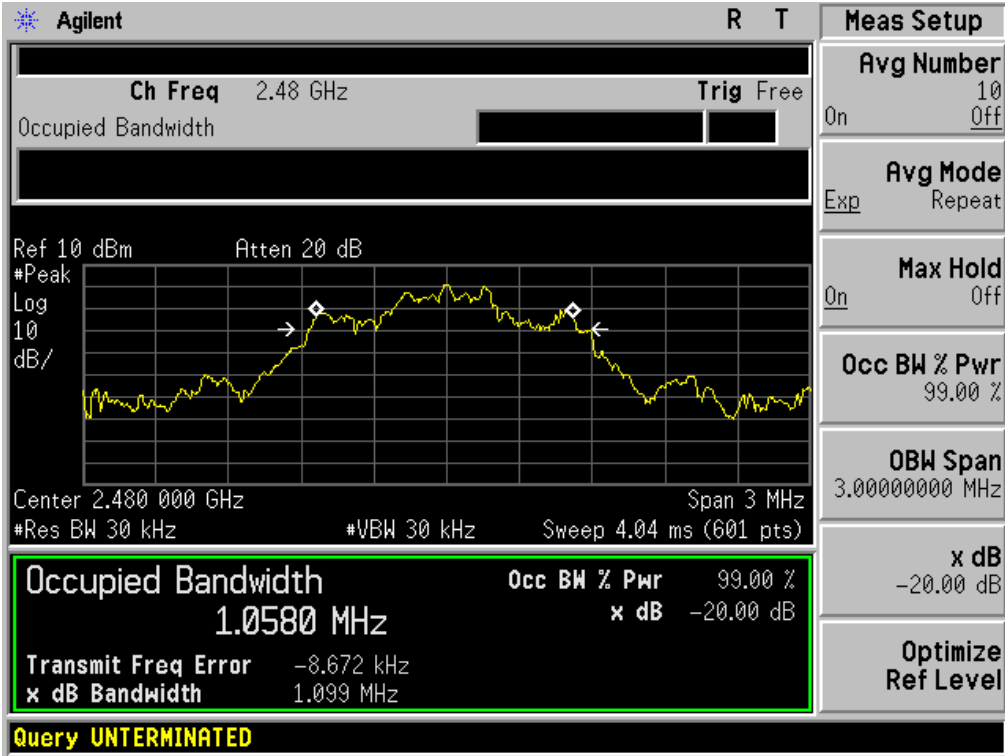 Agilent R T
Ch Freq 2.48 GHz Trig Free
Occupied Bandwidth
Ref 10 dBm Atten 20 dB
#Peak
Log
10
dB/
Center 2.480 000 GHz Span 3 MHz
#Res BW 30 kHz #VBW 30 kHz Sweep 4.04 ms (601 pts)
Occupied Bandwidth
1.0580 MHz
Occ BW % Pwr 99.00 %
x dB -20.00 dB
Transmit Freq Error -8.672 kHz
x dB Bandwidth 1.099 MHz
Query UNTERMINATED
Meas Setup
Avg Number
10
On Off
Avg Mode
Exp Repeat
Max Hold
On Off
Occ BW % Pwr
99.00 %
OBW Span
3.00000000 MHz
x dB
-20.00 dB
Optimize
Ref Level